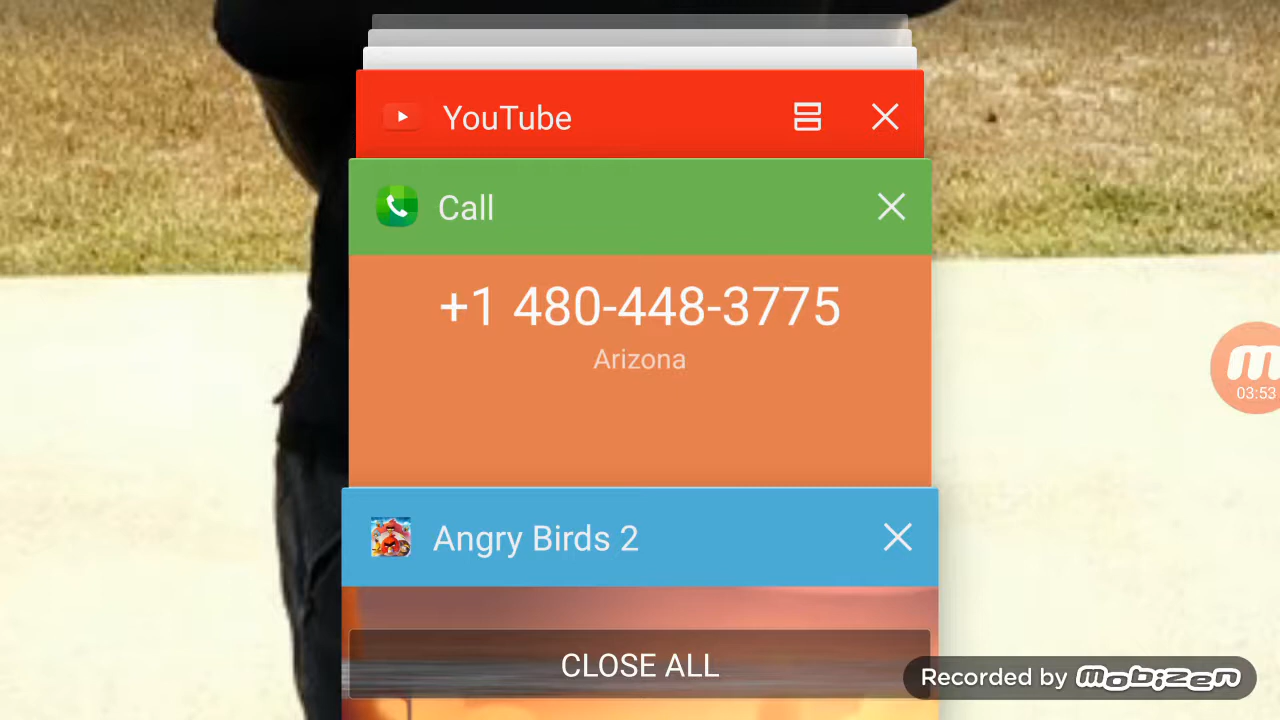 YouTube
Call
+1 480-448-3775
Arizona
03:53
Angry Birds 2
CLOSE ALL
Recorded by mobizen